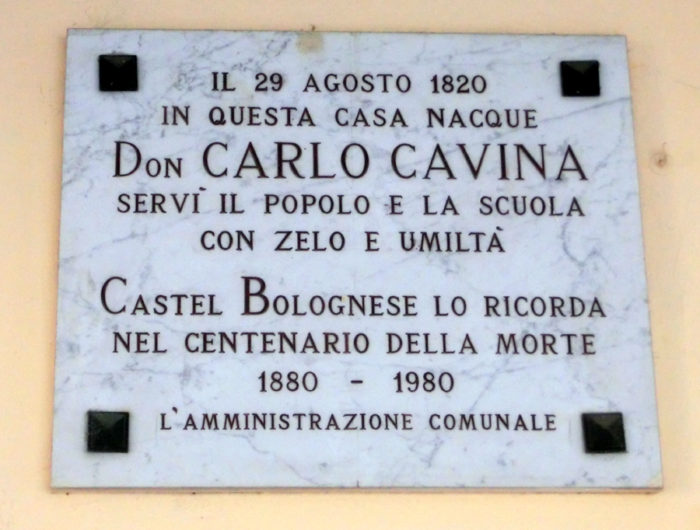 IL 29 AGOSTO 1820
IN QUESTA CASA NACQUE
DON CARLO CAVINA
SERVÌ IL POPOLO E LA SCUOLA
CON ZELO E UMILTÀ
CASTEL BOLOGNESE LO RICORDA
NEL CENTENARIO DELLA MORTE
1880 - 1980
L'AMMINISTRAZIONE COMUNALE